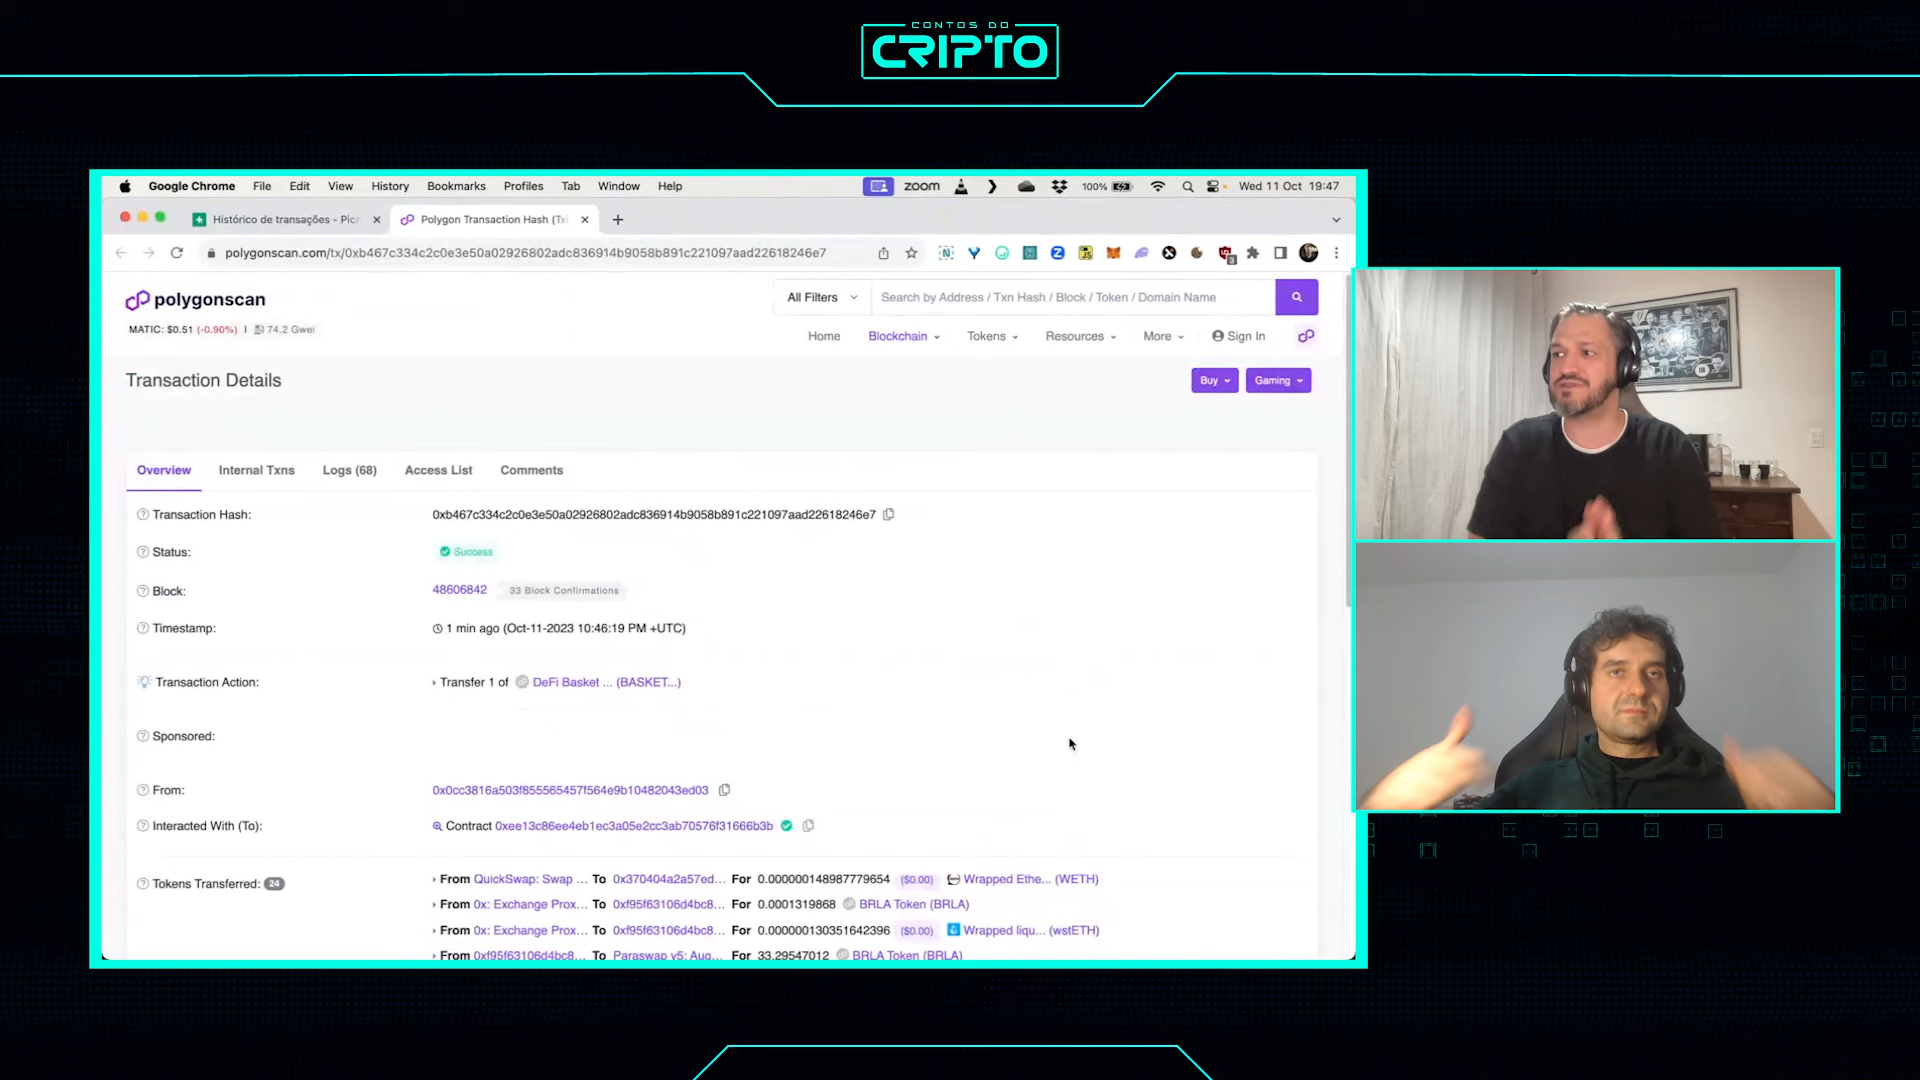 CONTOS DO
CRIPTO
Google Chrome File Edit View History Bookmarks Profiles Tab Window Help zoom 100% Wed 11 Oct 19:47
Histórico de transações - Picn Polygon Transaction Hash (Tx
polygonscan.com/tx/0xb467c334c2c0e3e50a02926802adc836914b9058b891c221097aad22618246e7
polygonscan
All Filters Search by Address / Txn Hash / Block / Token / Domain Name
MATIC: $0.51 (-0.90%) | 74.2 Gwei
Home Blockchain Tokens Resources More Sign In
Transaction Details
Buy Gaming
Overview Internal Txns Logs (68) Access List Comments
Transaction Hash: 0xb467c334c2c0e3e50a02926802adc836914b9058b891c221097aad22618246e7
Status: Success
Block: 48606842 33 Block Confirmations
Timestamp: 1 min ago (Oct-11-2023 10:46:19 PM +UTC)
Transaction Action: Transfer 1 of DeFi Basket ... (BASKET...)
Sponsored:
From: 0x0cc3816a503f855565457f564e9b10482043ed03
Interacted With (To): Contract 0xee13c86ee4eb1ec3a05e2cc3ab70576f31666b3b
Tokens Transferred: 24 From QuickSwap: Swap ... To 0x370404a2a57ed... For 0.000000148987779654 ($0.00) Wrapped Ethe... (WETH)
From 0x: Exchange Prox... To 0xf95f63106d4bc8... For 0.0001319868 BRLA Token (BRLA)
From 0x: Exchange Prox... To 0xf95f63106d4bc8... For 0.000000130351642396 ($0.00) Wrapped liqu... (wstETH)
From 0xf95f63106d4bc8... To Paraswap v5: Aug... For 33.29547012 BRLA Token (BRLA)